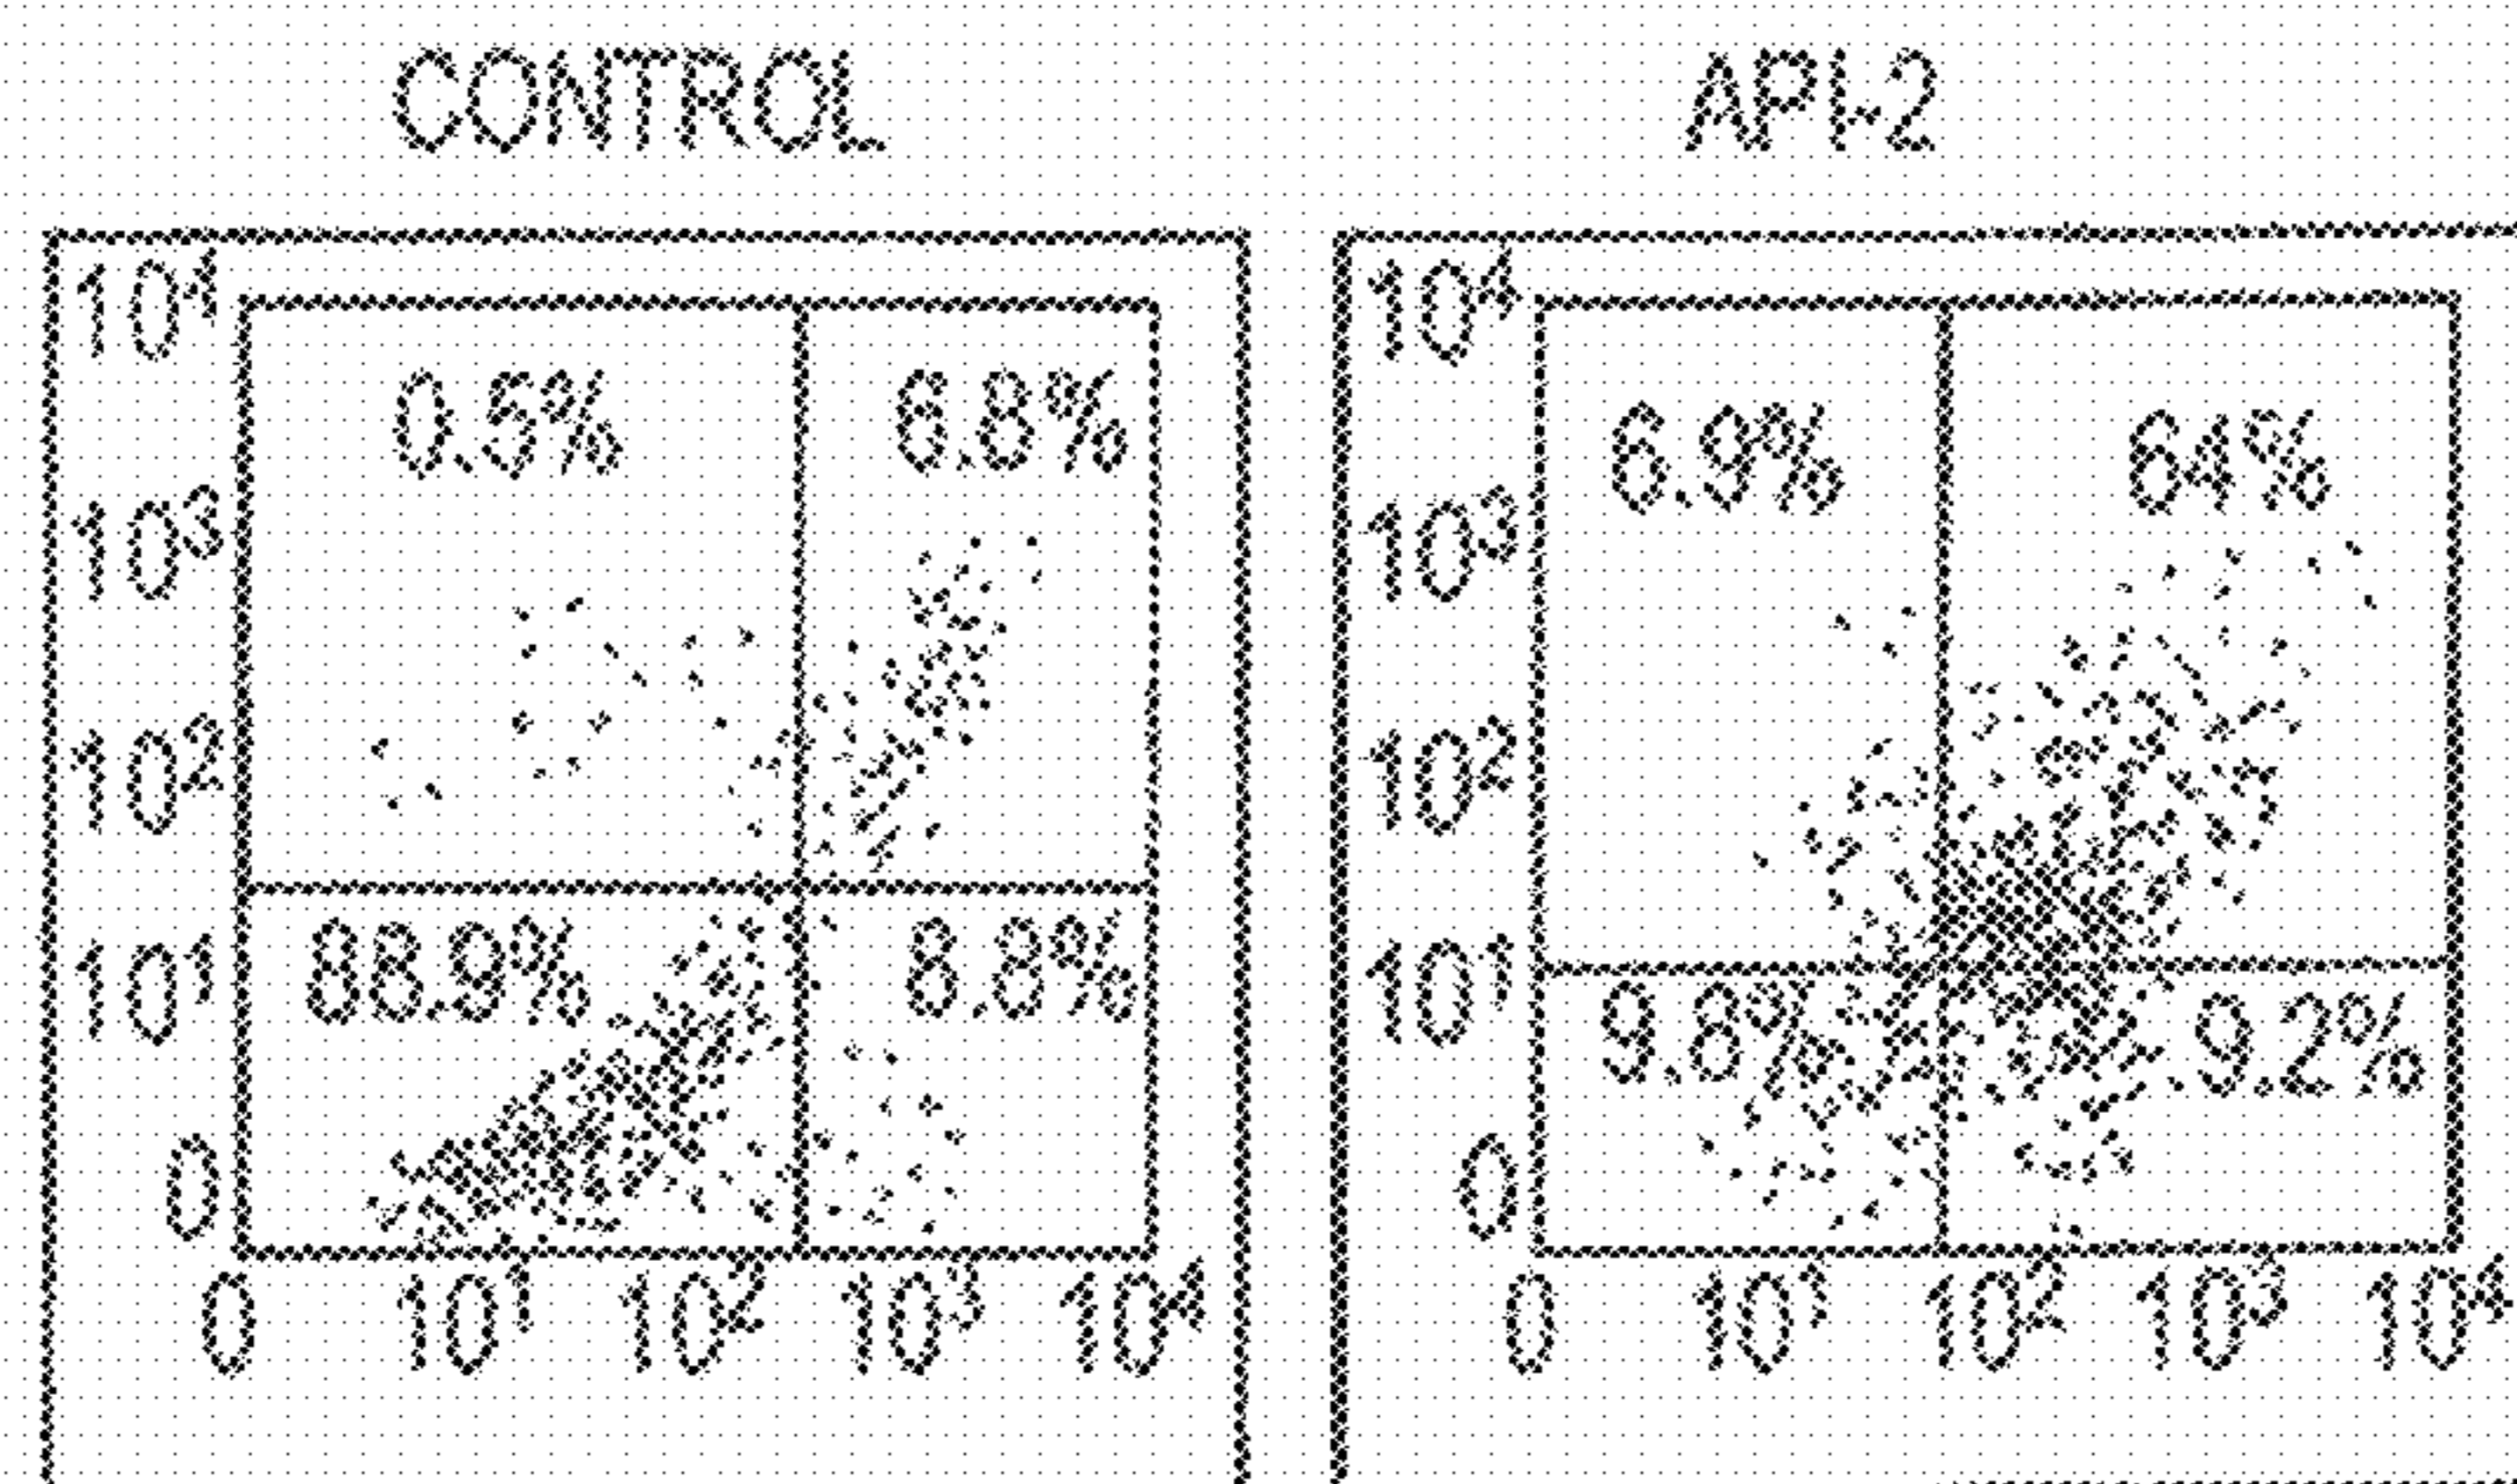 CONTROL API-2
10⁴ 10⁴
0.5% 6.8% 6.9% 64%
10³ 10³
10² 10²
10¹ 88.9% 8.8% 10¹ 9.8% 9.2%
0 0
0 10¹ 10² 10³ 10⁴ 0 10¹ 10² 10³ 10⁴